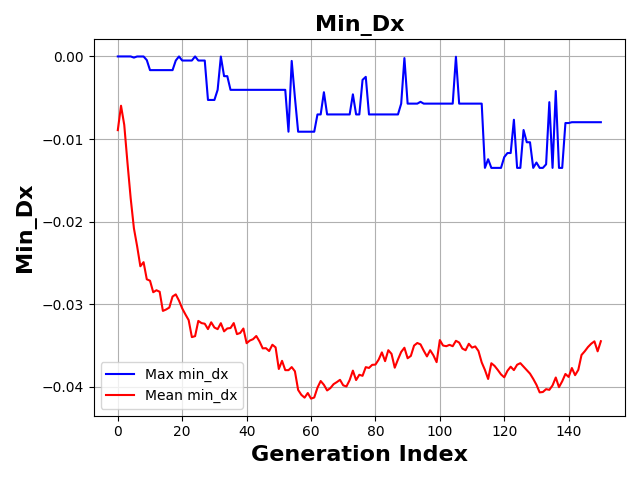 Min_Dx
0.00
−0.01
−0.02
−0.03
−0.04
Min_Dx
Max min_dx
Mean min_dx
0 20 40 60 80 100 120 140
Generation Index